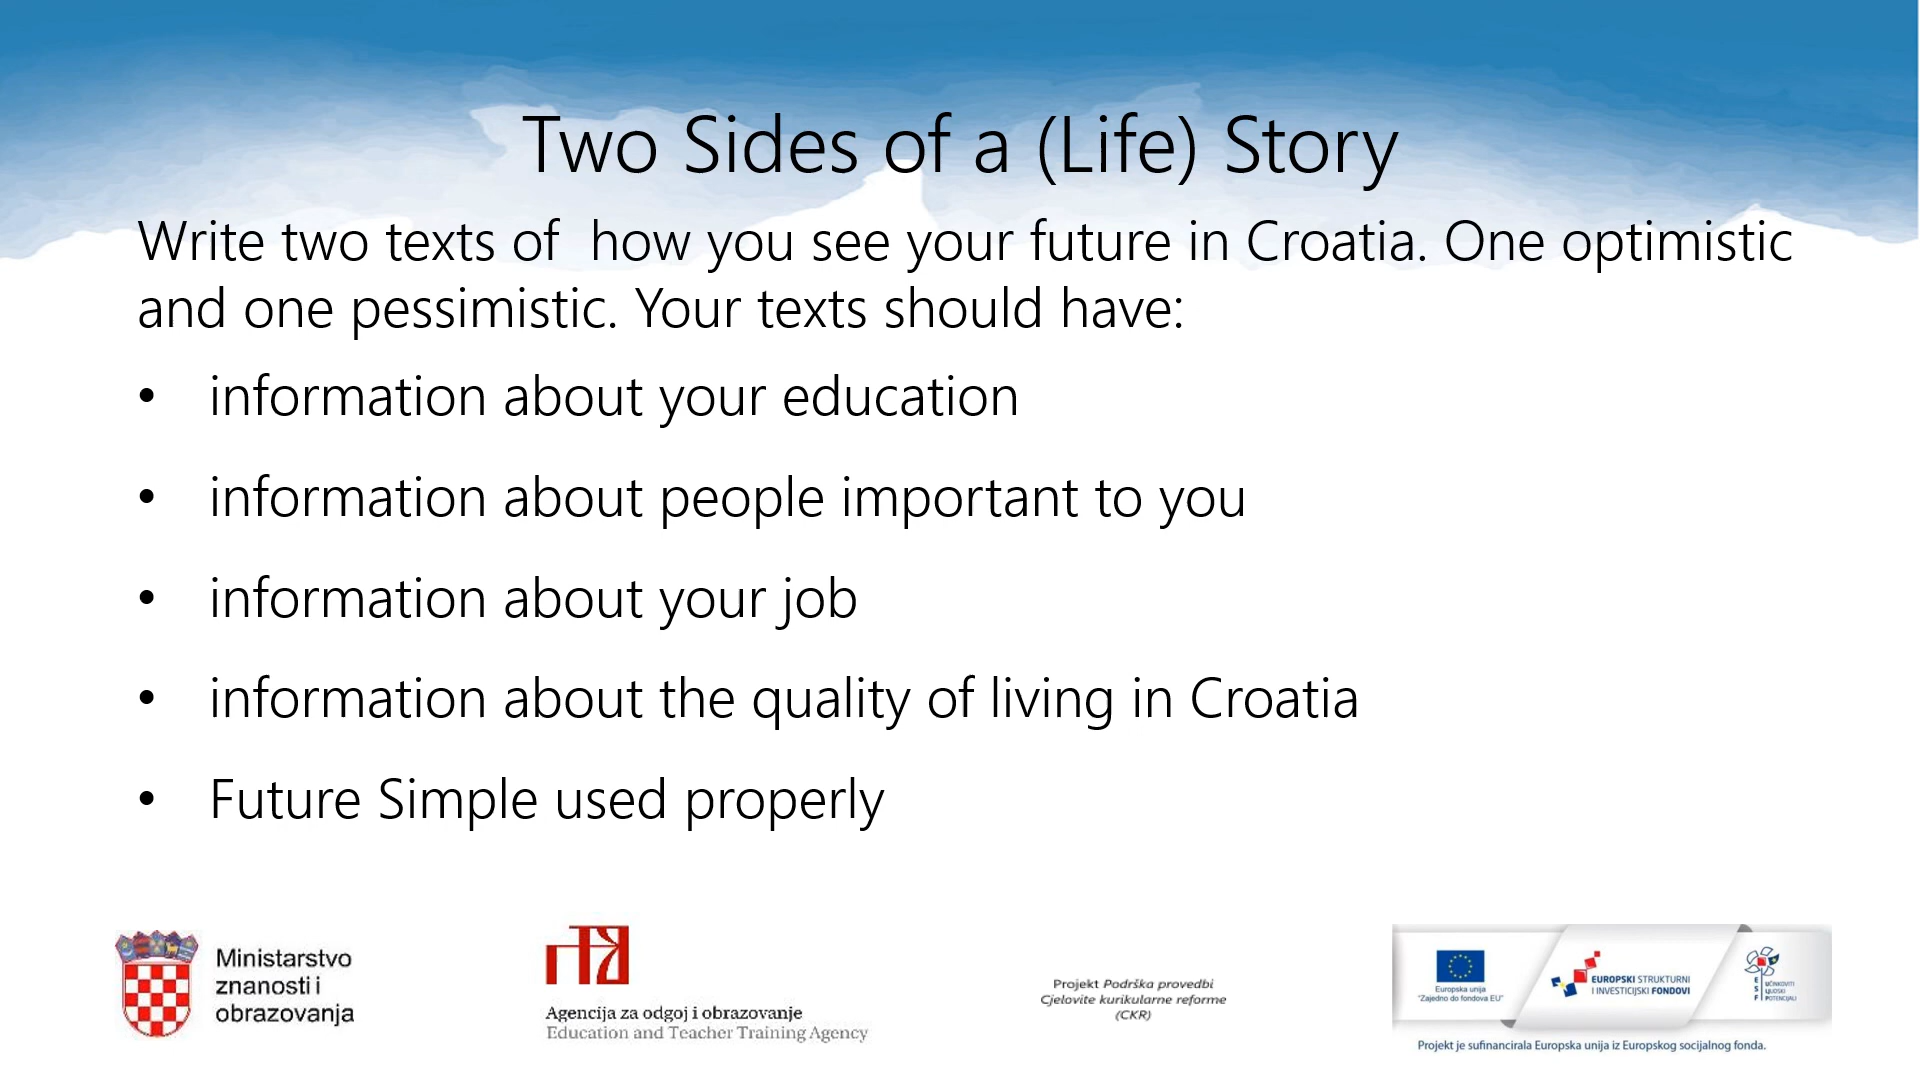 Two Sides of a (Life) Story
Write two texts of  how you see your future in Croatia. One optimistic
and one pessimistic. Your texts should have:
• information about your education
• information about people important to you
• information about your job
• information about the quality of living in Croatia
• Future Simple used properly
Ministarstvo
znanosti i
obrazovanja
Agencija za odgoj i obrazovanje
Education and Teacher Training Agency
Projekt Podrška provedbi
Cjelovite kurikularne reforme
(CKR)
Europska unija
"Zajedno do fondova EU"
EUROPSKI STRUKTURNI
I INVESTICIJSKI FONDOVI
ESF
UČINKOVITI
LJUDSKI
POTENCIJALI
Projekt je sufinancirala Europska unija iz Europskog socijalnog fonda.